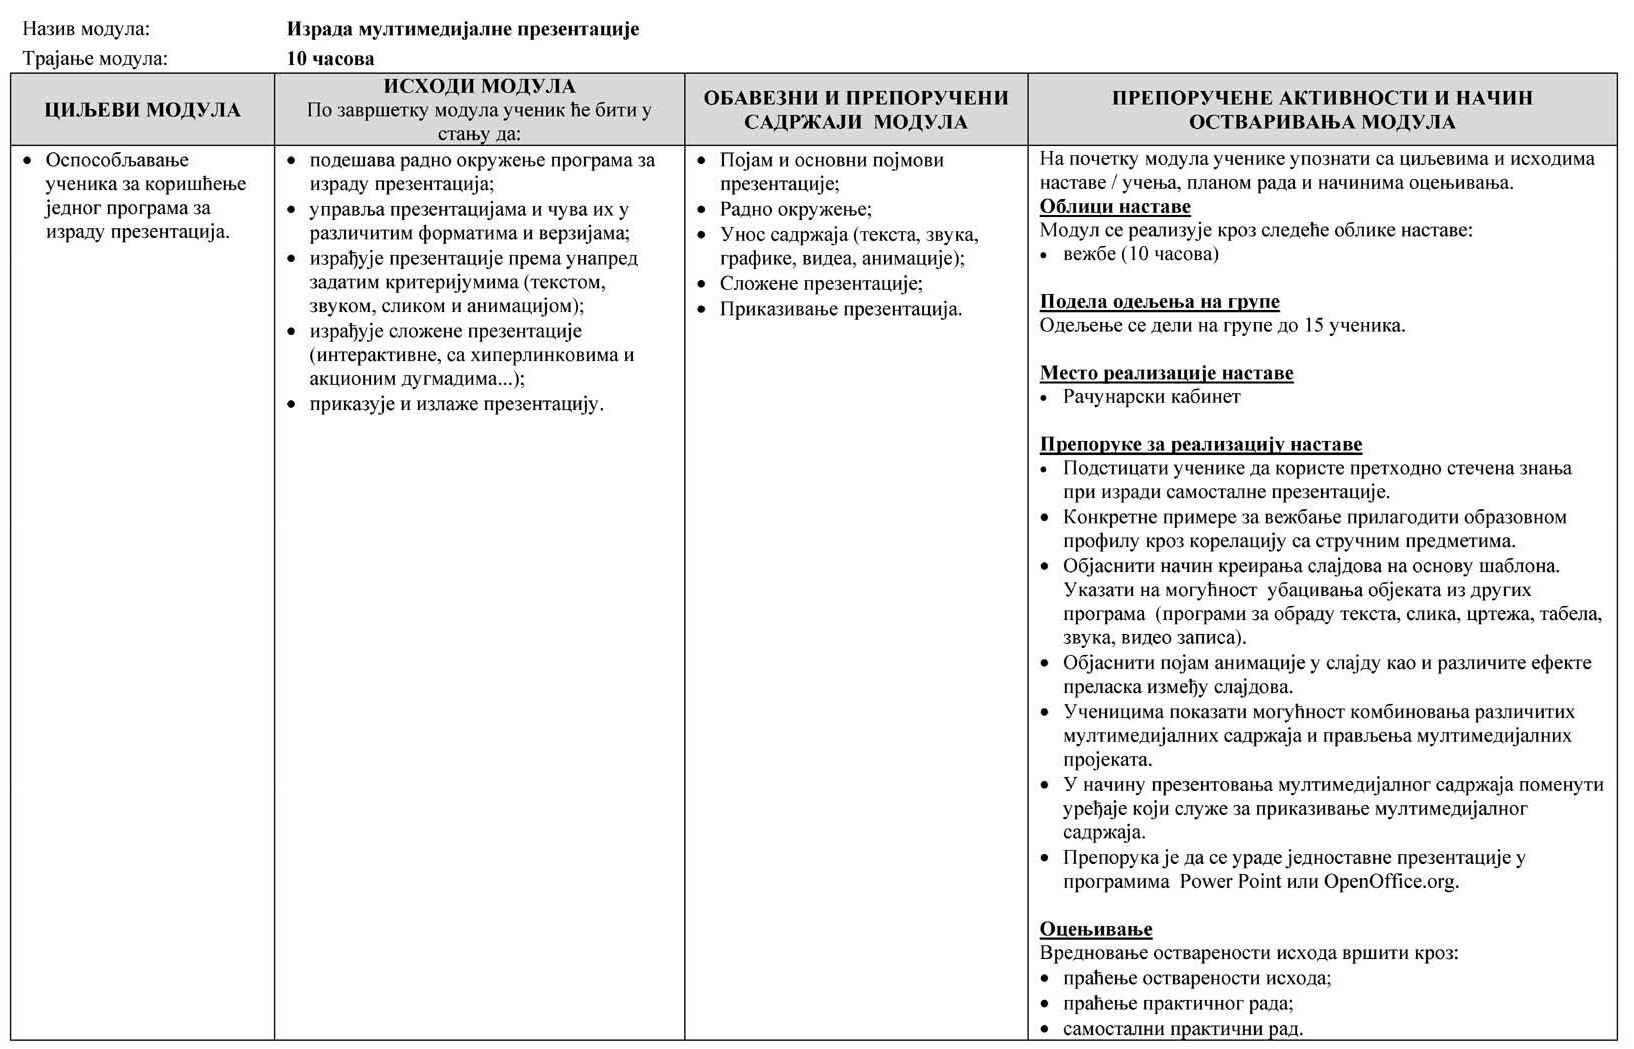 Назив модула: Израда мултимедијалне презентације
Трајање модула: 10 часова
ЦИЉЕВИ МОДУЛА
ИСХОДИ МОДУЛА
По завршетку модула ученик ће бити у
стању да:
ОБАВЕЗНИ И ПРЕПОРУЧЕНИ
САДРЖАЈИ МОДУЛА
ПРЕПОРУЧЕНЕ АКТИВНОСТИ И НАЧИН
ОСТВАРИВАЊА МОДУЛА
• Оспособљавање
ученика за коришћење
једног програма за
израду презентација.
• подешава радно окружење програма за
израду презентација;
• управља презентацијама и чува их у
различитим форматима и верзијама;
• израђује презентације према унапред
задатим критеријумима (текстом,
звуком, сликом и анимацијом);
• израђује сложене презентације
(интерактивне, са хиперлинковима и
акционим дугмадима...);
• приказује и излаже презентацију.
• Појам и основни појмови
презентације;
• Радно окружење;
• Унос садржаја (текста, звука,
графике, видеа, анимације);
• Сложене презентације;
• Приказивање презентација.
На почетку модула ученике упознати са циљевима и исходима
наставе / учења, планом рада и начинима оцењивања.
Облици наставе
Модул се реализује кроз следеће облике наставе:
• вежбе (10 часова)
Подела одељења на групе
Одељење се дели на групе до 15 ученика.
Место реализације наставе
• Рачунарски кабинет
Препоруке за реализацију наставе
• Подстицати ученике да користе претходно стечена знања
при изради самосталне презентације.
• Конкретне примере за вежбање прилагодити образовном
профилу кроз корелацију са стручним предметима.
• Објаснити начин креирања слајдова на основу шаблона.
Указати на могућност убацивања објеката из других
програма (програми за обраду текста, слика, цртежа, табела,
звука, видео записа).
• Објаснити појам анимације у слајду као и различите ефекте
преласка између слајдова.
• Ученицима показати могућност комбиновања различитих
мултимедијалних садржаја и прављења мултимедијалних
пројеката.
• У начину презентовања мултимедијалног садржаја поменути
уређаје који служе за приказивање мултимедијалног
садржаја.
• Препорука је да се ураде једноставне презентације у
програмима Power Point или OpenOffice.org.
Оцењивање
Вредновање остварености исхода вршити кроз:
• праћење остварености исхода;
• праћење практичног рада;
• самостални практични рад.